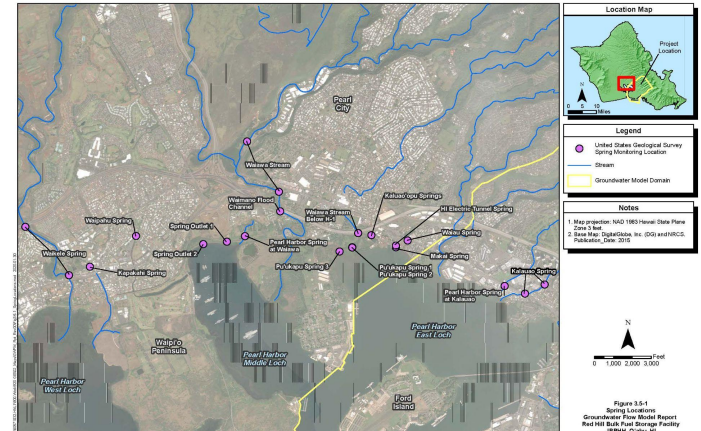 Pearl
City
Waiawa Stream
Waimano Flood
Channel
Waiawa Stream
Below H-1
Kaluao'opu Springs
HI Electric Tunnel Spring
Waiau Spring
Makai Spring
Waipahu Spring
Spring Outlet 1
Spring Outlet 2
Pearl Harbor Spring
at Waiawa
Pu'ukapu Spring 3
Pu'ukapu Spring 1
Pu'ukapu Spring 2
Waikele Spring
Kapakahi Spring
Kalauao Spring
Pearl Harbor Spring
at Kalauao
Waipi'o
Peninsula
Pearl Harbor
West Loch
Pearl Harbor
Middle Loch
Pearl Harbor
East Loch
Ford
Island
Location Map
Project
Location
N
0 5 10
Miles
Legend
United States Geological Survey
Spring Monitoring Location
Stream
Groundwater Model Domain
Notes
1. Map projection: NAD 1983 Hawaii State Plane
Zone 3 feet.
2. Base Map: DigitalGlobe, Inc. (DG) and NRCS.
Publication_Date: 2015
N
Feet
0 1,000 2,000 3,000
Figure 3.5-1
Spring Locations
Groundwater Flow Model Report
Red Hill Bulk Fuel Storage Facility
JBPHH, O'ahu, HI